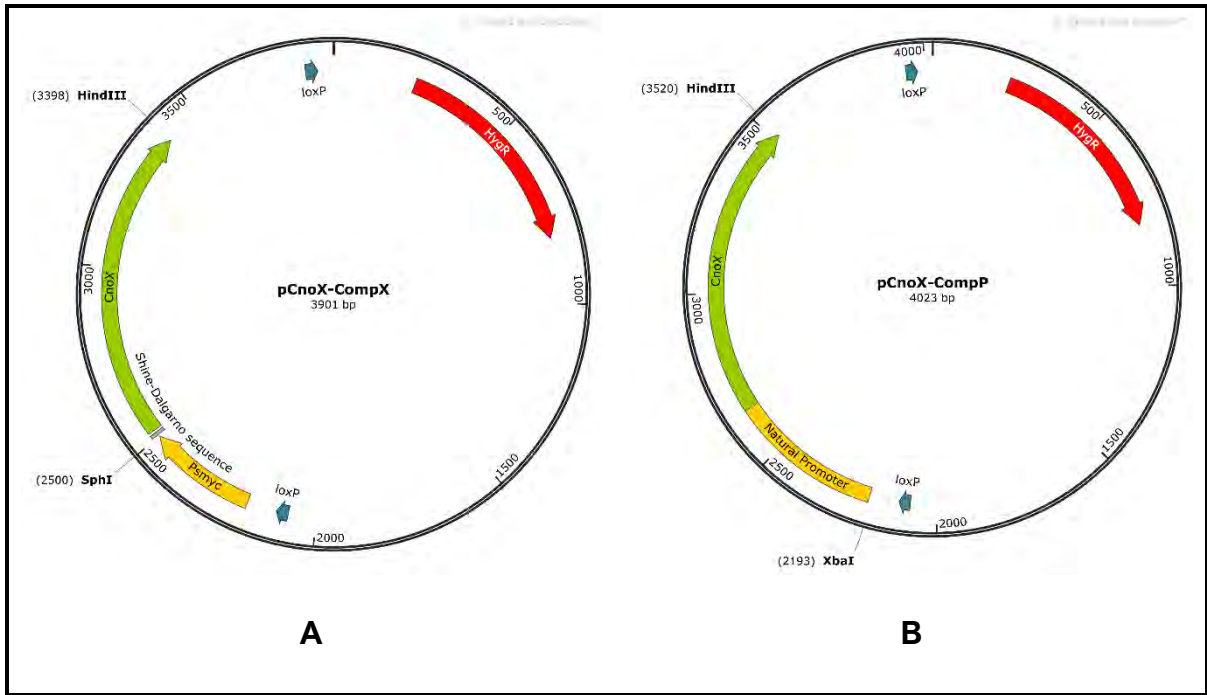 loxP
(3398) HindIII
3500
500
HygR
CnoX
3000
pCnoX-CompX
3901 bp
1000
Shine-Dalgarno sequence
Psmyc
2500
(2500) SphI
loxP
1500
2000
A
4000
loxP
(3520) HindIII
3500
500
HygR
CnoX
3000
pCnoX-CompP
4023 bp
1000
Natural Promoter
2500
loxP
1500
2000
(2193) XbaI
B